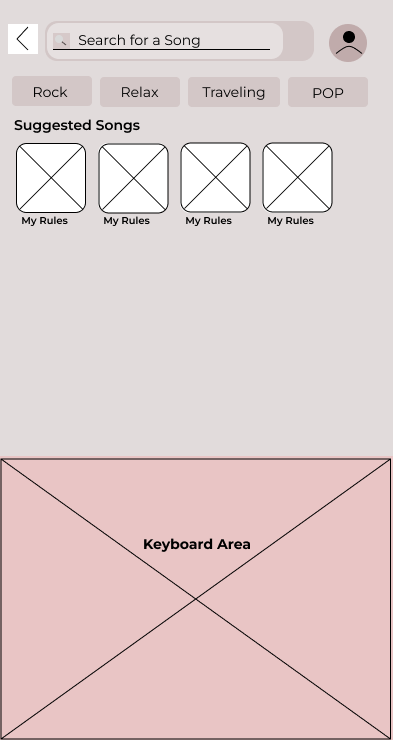 Search for a Song
Rock
Relax
Traveling
POP
Suggested Songs
My Rules
My Rules
My Rules
My Rules
Keyboard Area